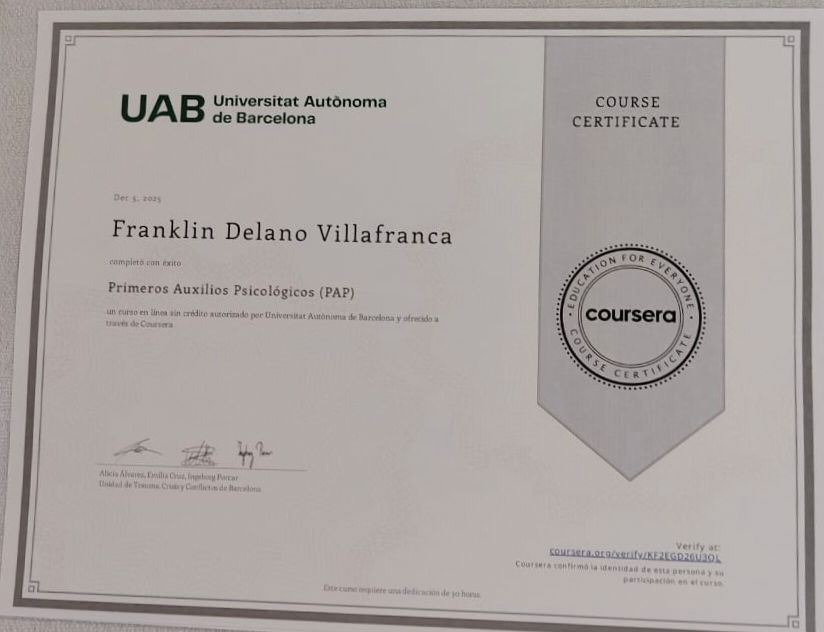 UAB Universitat Autònoma
de Barcelona
COURSE
CERTIFICATE
Dec 5, 2025
Franklin Delano Villafranca
completó con éxito
Primeros Auxilios Psicológicos (PAP)
un curso en línea sin crédito autorizado por Universitat Autònoma de Barcelona y ofrecido a
través de Coursera
EDUCATION FOR EVERYONE
coursera
COURSE CERTIFICATE
Alicia Álvarez, Emilia Cruz, Ingeborg Porcar
Unidad de Trauma, Crisis y Conflictos de Barcelona
Verify at:
coursera.org/verify/KF2EGD26U3OL
Coursera confirmó la identidad de esta persona y su
participación en el curso.
Este curso requiere una dedicación de 30 horas.